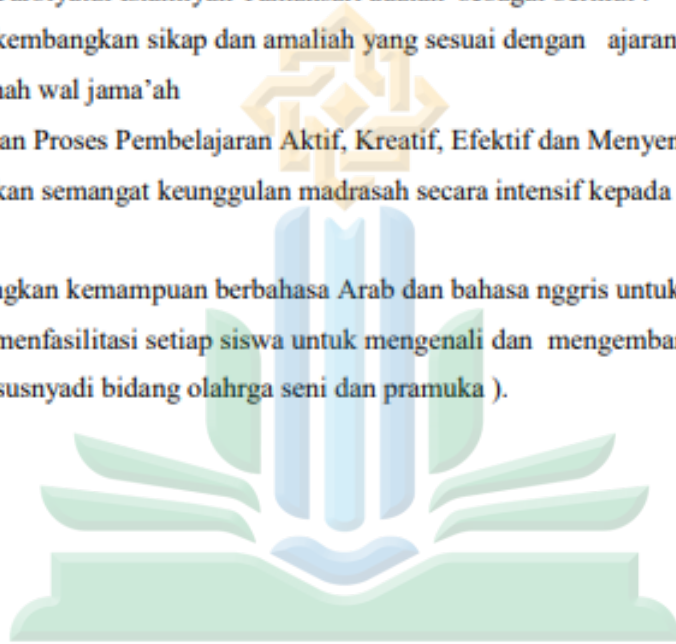 kembangkan sikap dan amaliah yang sesuai dengan ajaran
ah wal jama’ah
an Proses Pembelajaran Aktif, Kreatif, Efektif dan Menyen
kan semangat keunggulan madrasah secara intensif kepada
ngkan kemampuan berbahasa Arab dan bahasa nggris untuk
menfasilitasi setiap siswa untuk mengenali dan mengemba
susnyadi bidang olahrga seni dan pramuka ).